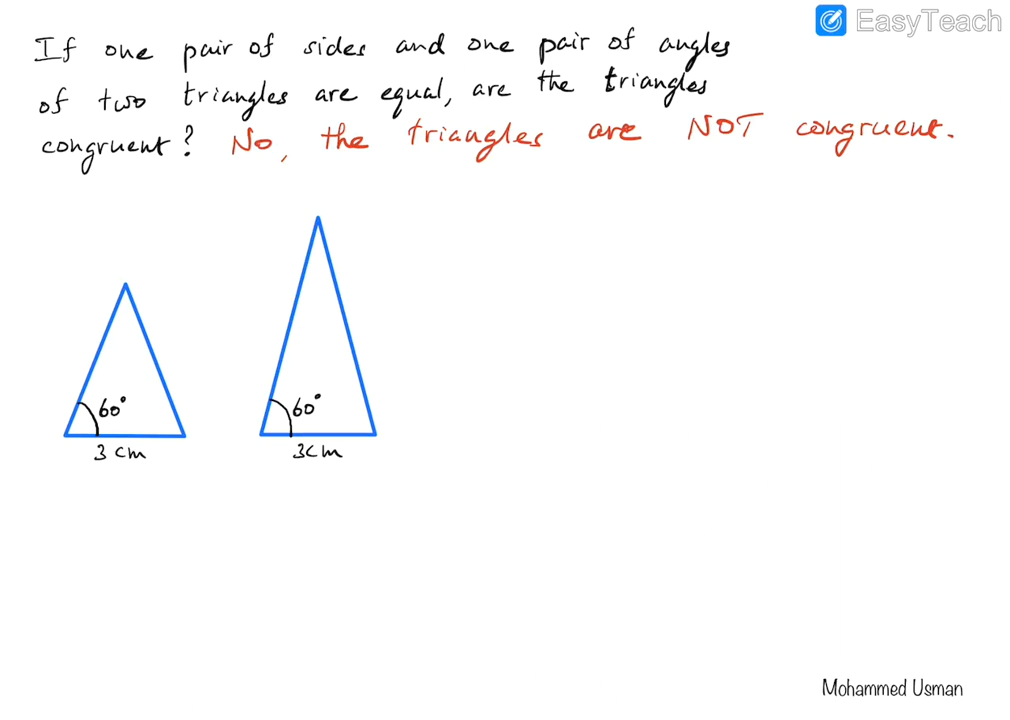 EasyTeach
If one pair of sides and one pair of angles
of two triangles are equal, are the triangles
congruent? No, the triangles are NOT congruent.
60°
60°
3 cm
3cm
Mohammed Usman